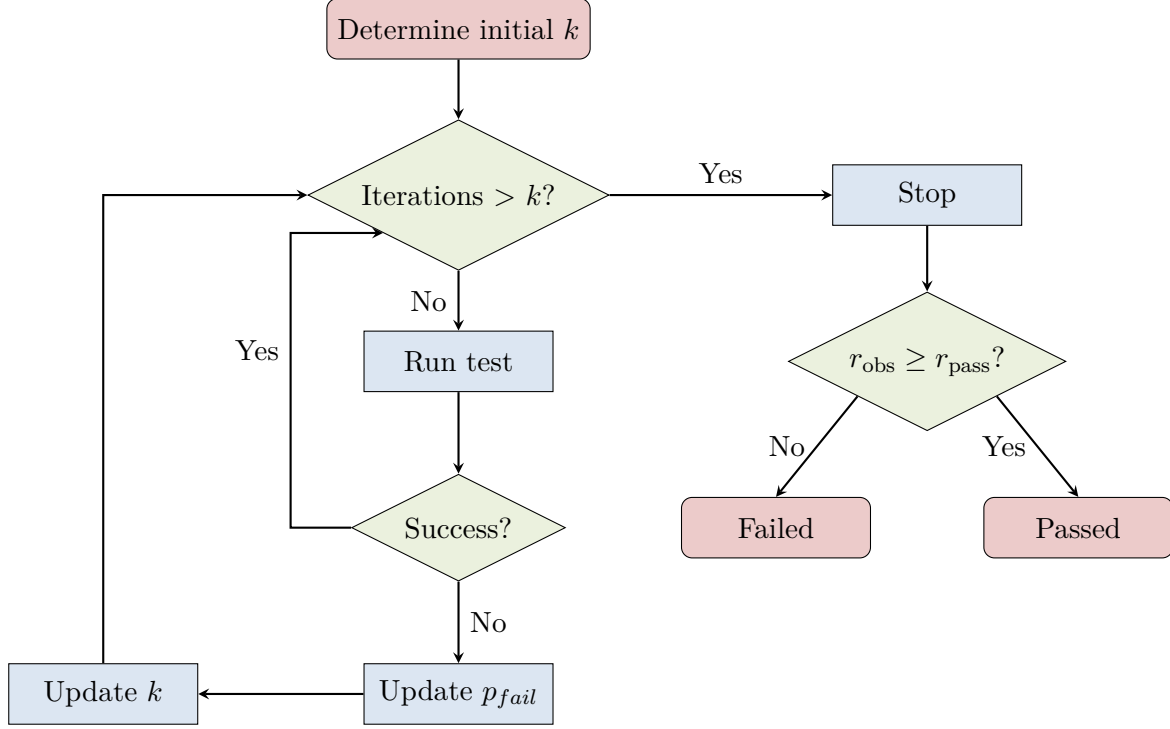 Determine initial k
Iterations > k?
Yes
Stop
No
Yes
Run test
r_obs ≥ r_pass?
No
Yes
Success?
Failed
Passed
No
Update k
Update p_fail